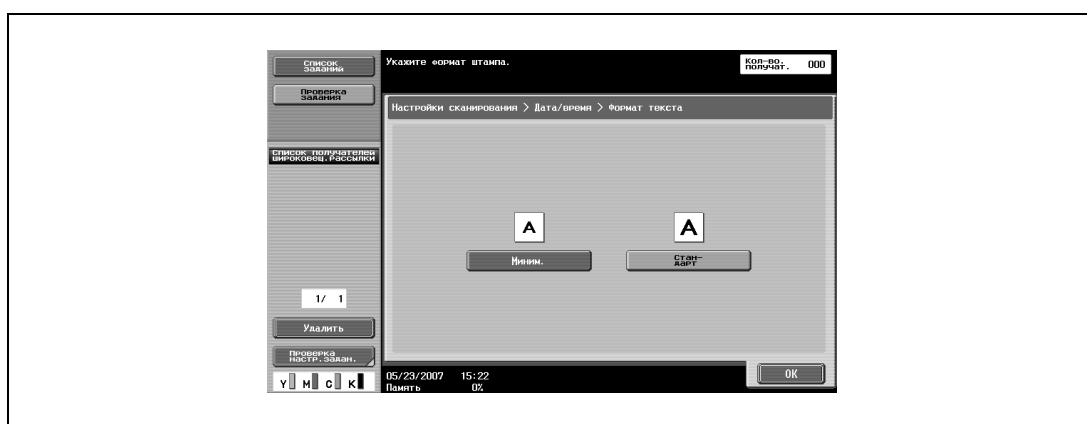 Список
заданий
Укажите формат штампа.
Кол-во.
получат. 000
Проверка
задания
Настройки сканирования > Дата/время > Формат текста
Список получателей
широковещ.рассылки
A A
Миним. Стан-
дарт
1/ 1
Удалить
Проверка
настр.задан.
Y M C K
05/23/2007 15:22
Память 0%
OK